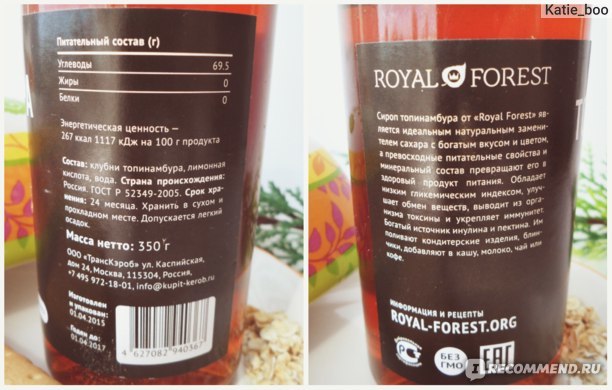 Katie_boo
Питательный состав (г)
Углеводы 69.5
Жиры 0
Белки 0
Энергетическая ценность —
267 ккал 1117 кДж на 100 г продукта
Состав: клубни топинамбура, лимонная
кислота, вода. Страна происхождения:
Россия. ГОСТ Р 52349-2005. Срок хра-
нения: 24 месяца. Хранить в сухом и
прохладном месте. Допускается легкий
осадок.
Масса нетто: 350 г
ООО «ТрансКэроб» ул. Каспийская,
дом 24, Москва, 115304, Россия,
+7 495 972-18-01, info@kupit-kerob.ru
Изготовлен
и упакован:
01.04.2015
Годен до:
01.04.2017
4 627082 940367
ROYAL FOREST
Сироп топинамбура от «Royal Forest» яв-
ляется идеальным натуральным замени-
телем сахара с богатым вкусом и цветом,
а превосходные питательные свойства и
минеральный состав превращают его в
здоровый продукт питания. Обладает
низким гликемическим индексом, улуч-
шает обмен веществ, выводит из орга-
низма токсины и укрепляет иммунитет.
Богатый источник инулина и пектина. Им
поливают кондитерские изделия, блин-
чики, добавляют в кашу, молоко, чай или
кофе.
ИНФОРМАЦИЯ И РЕЦЕПТЫ
ROYAL-FOREST.ORG
БЕЗ
ГМО
EAC
IRECOMMEND.RU